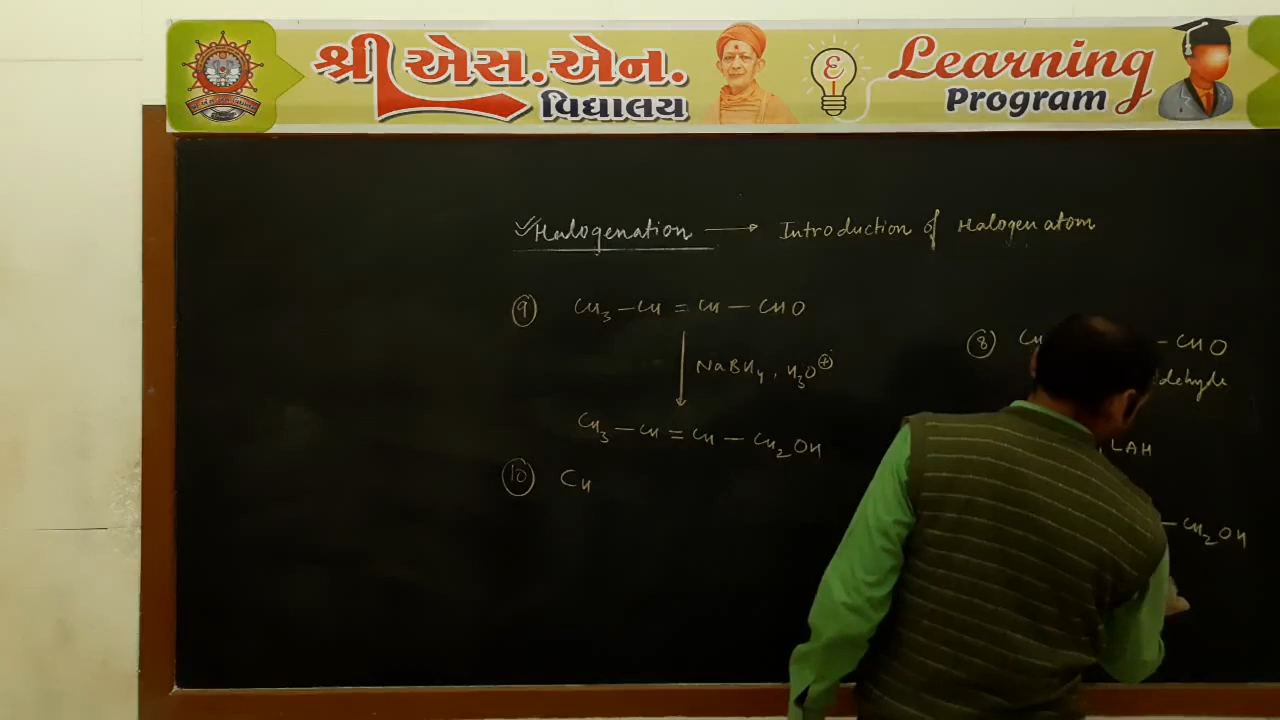 શ્રી એસ.એન. વિદ્યાલય
Learning Program
Halogenation → Introduction of Halogen atom
⑨ CH₃ — CH = CH — CHO
NaBH₄, H₃O⁺
CH₃ — CH = CH — CH₂OH
⑩ CH
⑧ — CHO
, LAH
— CH₂OH